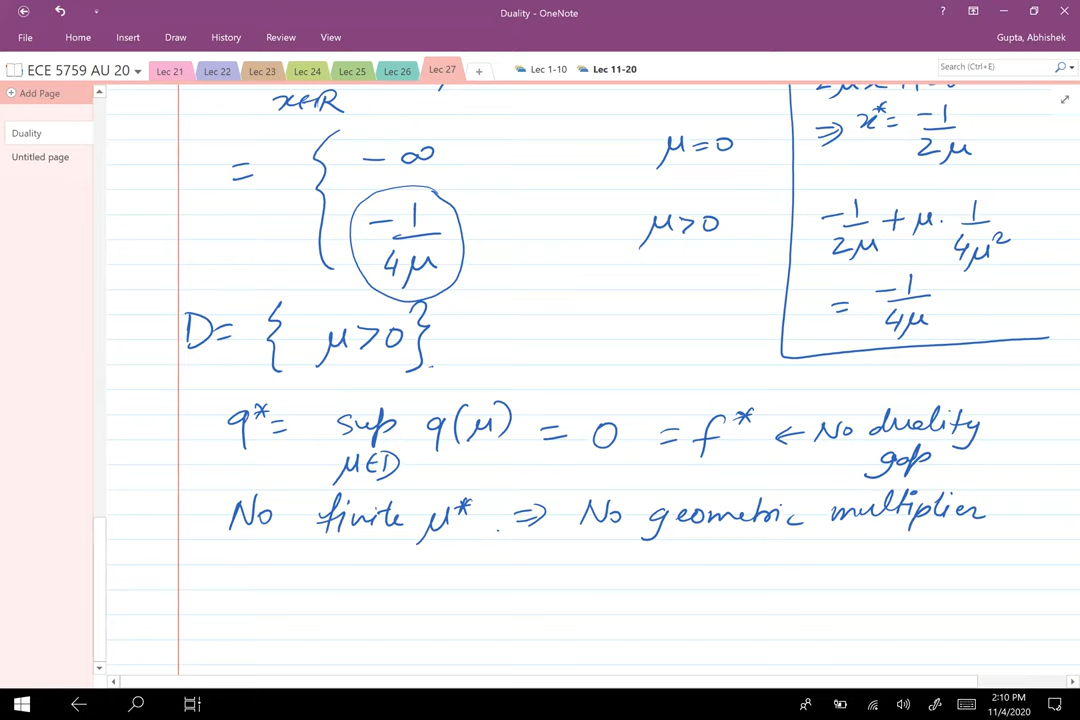 Duality - OneNote
File Home Insert Draw History Review View
Gupta, Abhishek
ECE 5759 AU 20 Lec 21 Lec 22 Lec 23 Lec 24 Lec 25 Lec 26 Lec 27 + Lec 1-10 Lec 11-20
Search (Ctrl+E)
Add Page
Duality
Untitled page
x∈ℝ
= { -∞ μ=0
-1/4μ μ>0
⇒ x* = -1/2μ
-1/2μ + μ. 1/4μ²
= -1/4μ
D= { μ>0}.
q* = sup q(μ) = 0 = f* ← No duality gap
μ∈D
No finite μ*. ⇒ No geometric multiplier
2:10 PM
11/4/2020